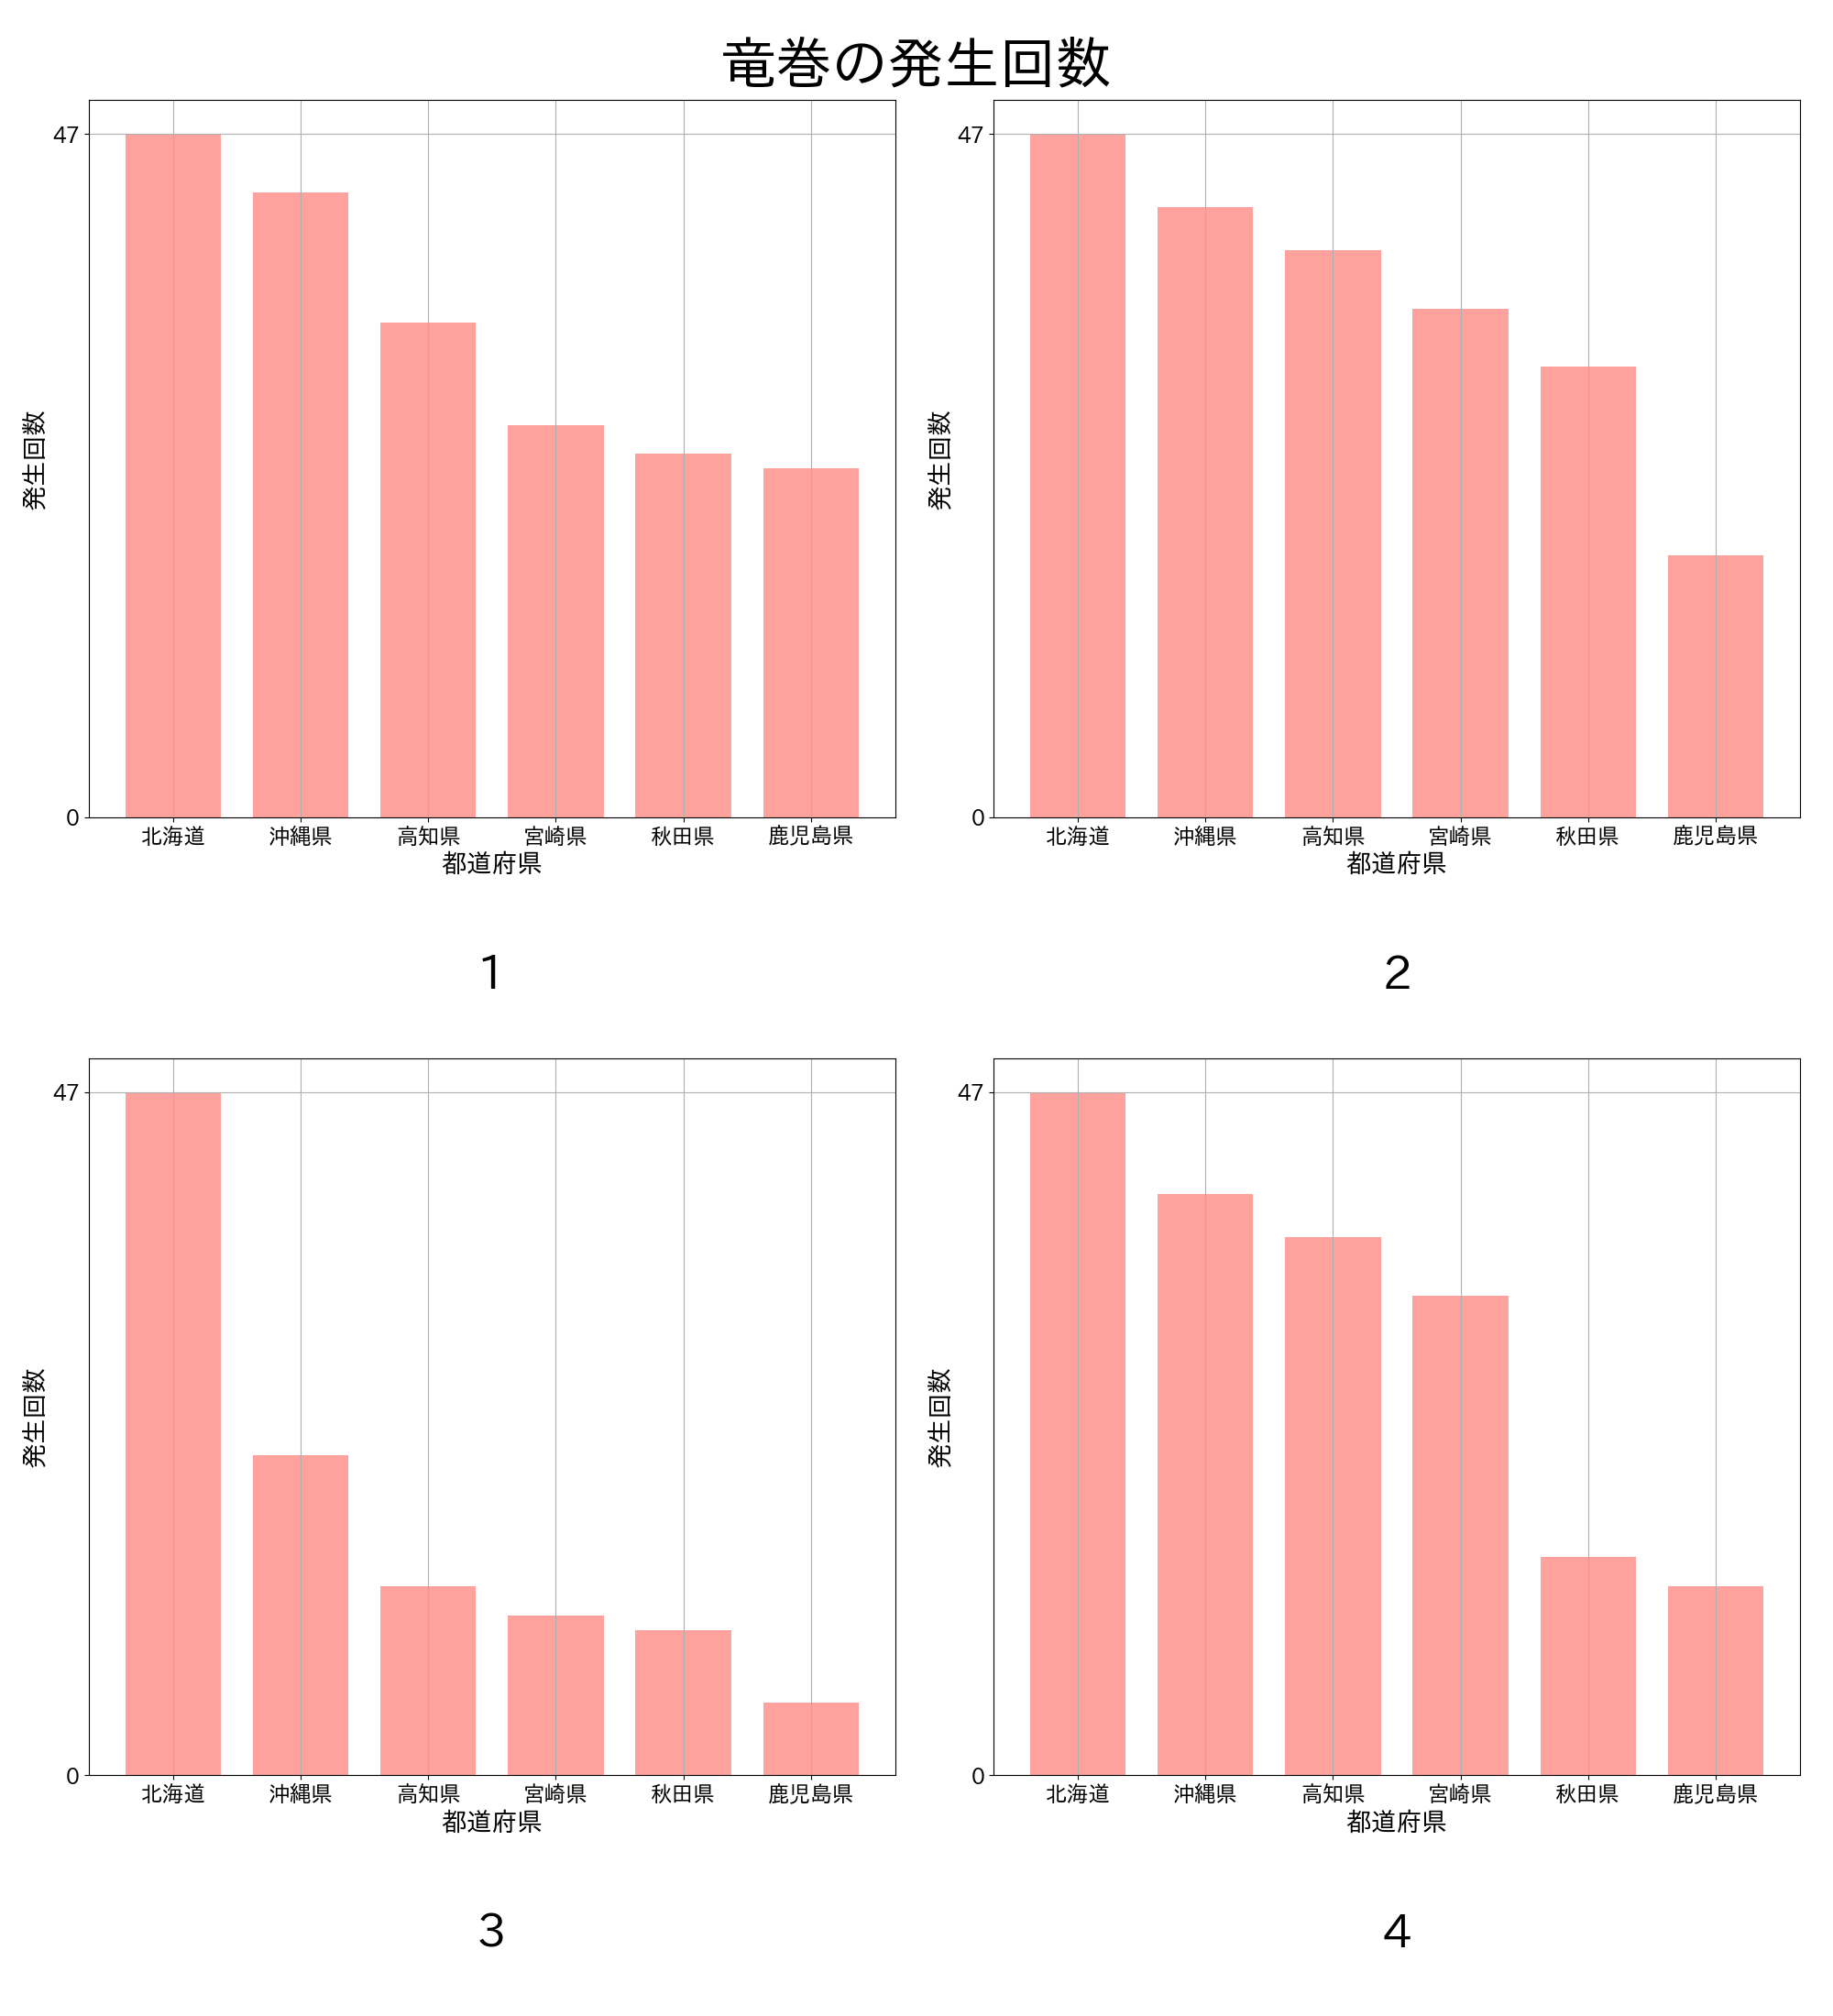 竜巻の発生回数
47
0
発生回数
北海道 沖縄県 高知県 宮崎県 秋田県 鹿児島県
都道府県
1
47
0
発生回数
北海道 沖縄県 高知県 宮崎県 秋田県 鹿児島県
都道府県
2
47
0
発生回数
北海道 沖縄県 高知県 宮崎県 秋田県 鹿児島県
都道府県
3
47
0
発生回数
北海道 沖縄県 高知県 宮崎県 秋田県 鹿児島県
都道府県
4